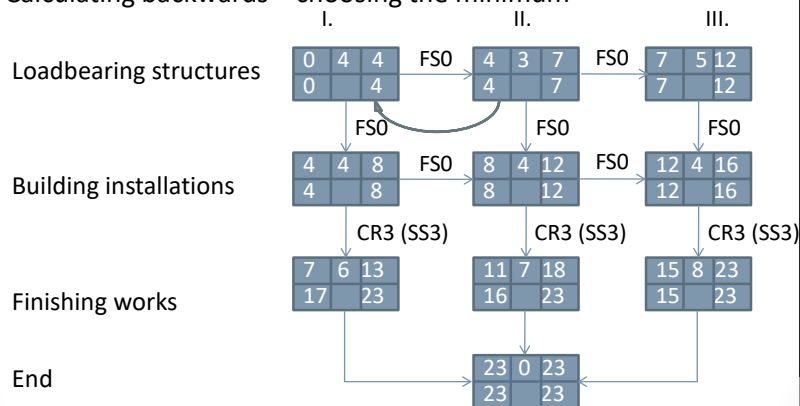 Calculating backwards – choosing the minimum
I. II. III.
Loadbearing structures
0 4 4 FS0 4 3 7 FS0 7 5 12
0 4 4 7 7 12
FS0 FS0 FS0
Building installations
4 4 8 FS0 8 4 12 FS0 12 4 16
4 8 8 12 12 16
CR3 (SS3) CR3 (SS3) CR3 (SS3)
Finishing works
7 6 13 11 7 18 15 8 23
17 23 16 23 15 23
End
23 0 23
23 23